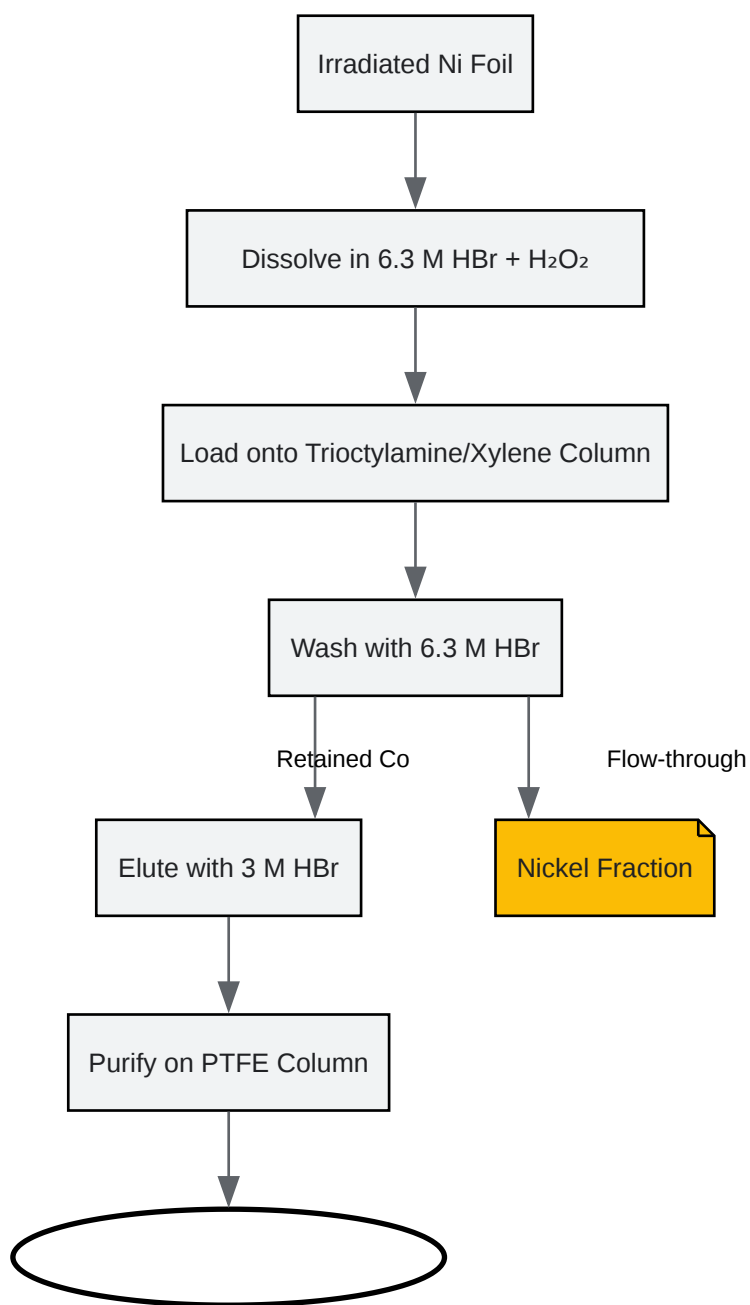 Irradiated Ni Foil
Dissolve in 6.3 M HBr + H₂O₂
Load onto Trioctylamine/Xylene Column
Wash with 6.3 M HBr
Retained Co
Flow-through
Elute with 3 M HBr
Nickel Fraction
Purify on PTFE Column